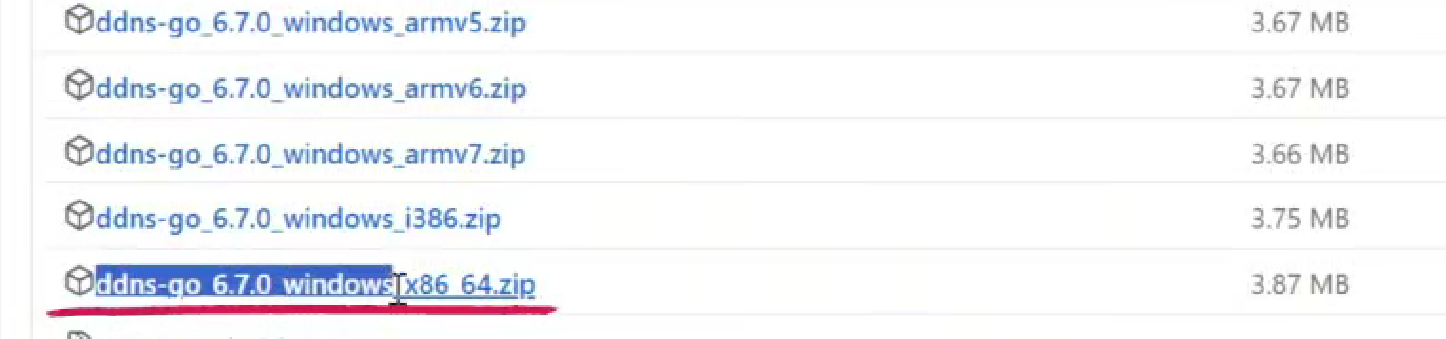 ddns-go_6.7.0_windows_armv5.zip 3.67 MB
ddns-go_6.7.0_windows_armv6.zip 3.67 MB
ddns-go_6.7.0_windows_armv7.zip 3.66 MB
ddns-go_6.7.0_windows_i386.zip 3.75 MB
ddns-go_6.7.0_windows_x86_64.zip 3.87 MB